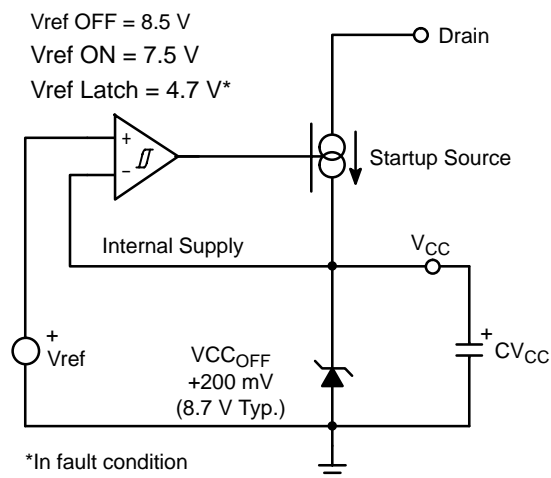 Vref OFF = 8.5 V
Vref ON = 7.5 V
Vref Latch = 4.7 V*
Drain
+
−
Startup Source
Internal Supply
VCC
+
Vref
VCCOFF
+200 mV
(8.7 V Typ.)
+
CVCC
*In fault condition